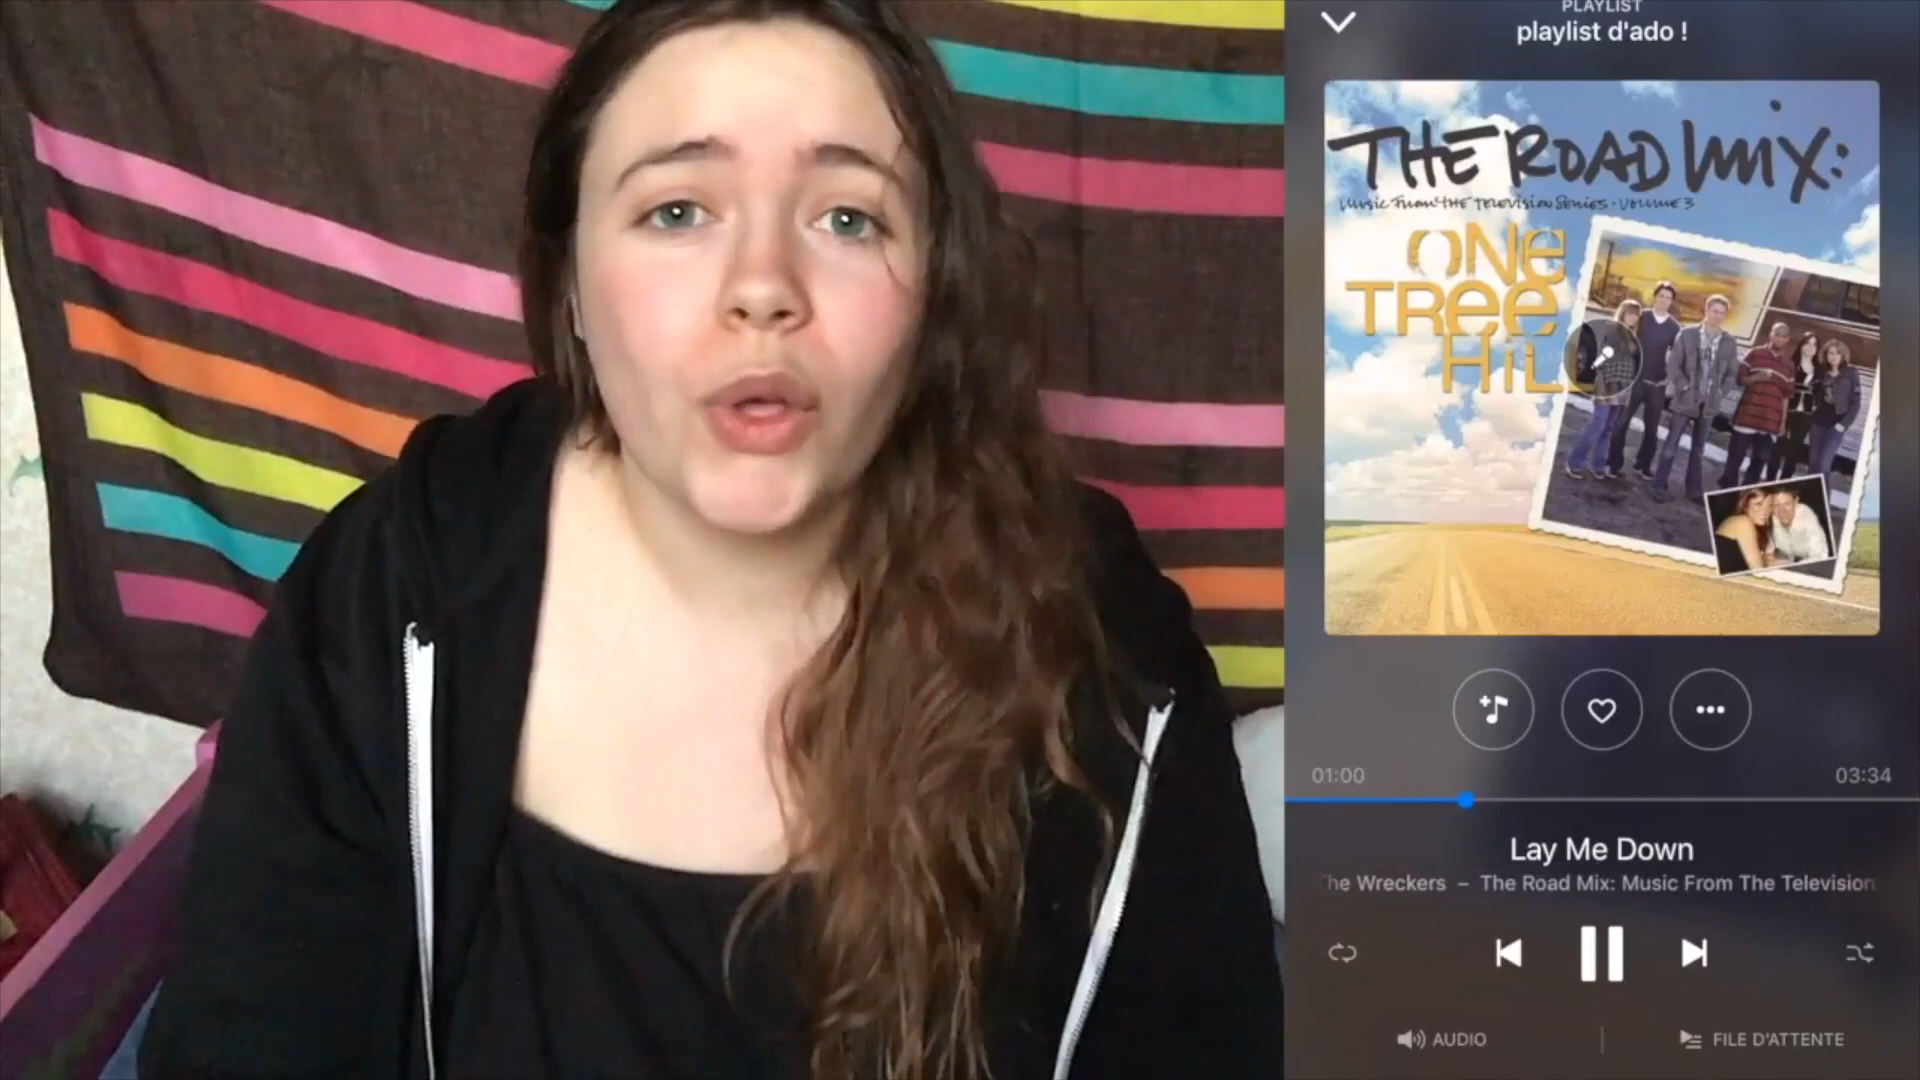 PLAYLIST
playlist d'ado !
THE ROAD MIX:
MUSIC FROM THE TELEVISION SERIES · VOLUME 3
ONE
TREE
HILL
01:00
03:34
Lay Me Down
The Wreckers – The Road Mix: Music From The Television
AUDIO
FILE D'ATTENTE